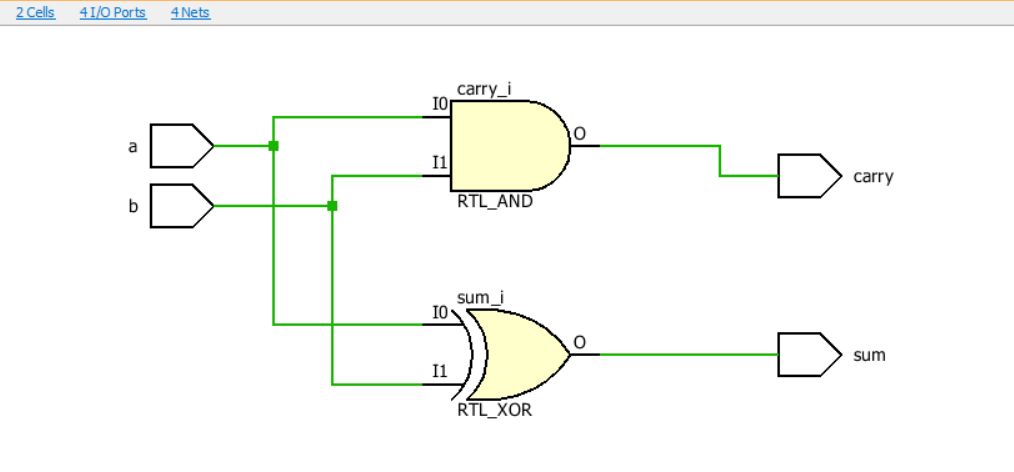 2 Cells 4 I/O Ports 4 Nets
carry_i
I0
a
O
I1
carry
RTL_AND
b
sum_i
I0
O
sum
I1
RTL_XOR